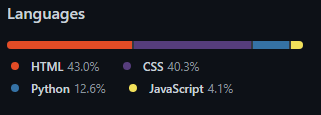 Languages
HTML 43.0% CSS 40.3%
Python 12.6% JavaScript 4.1%